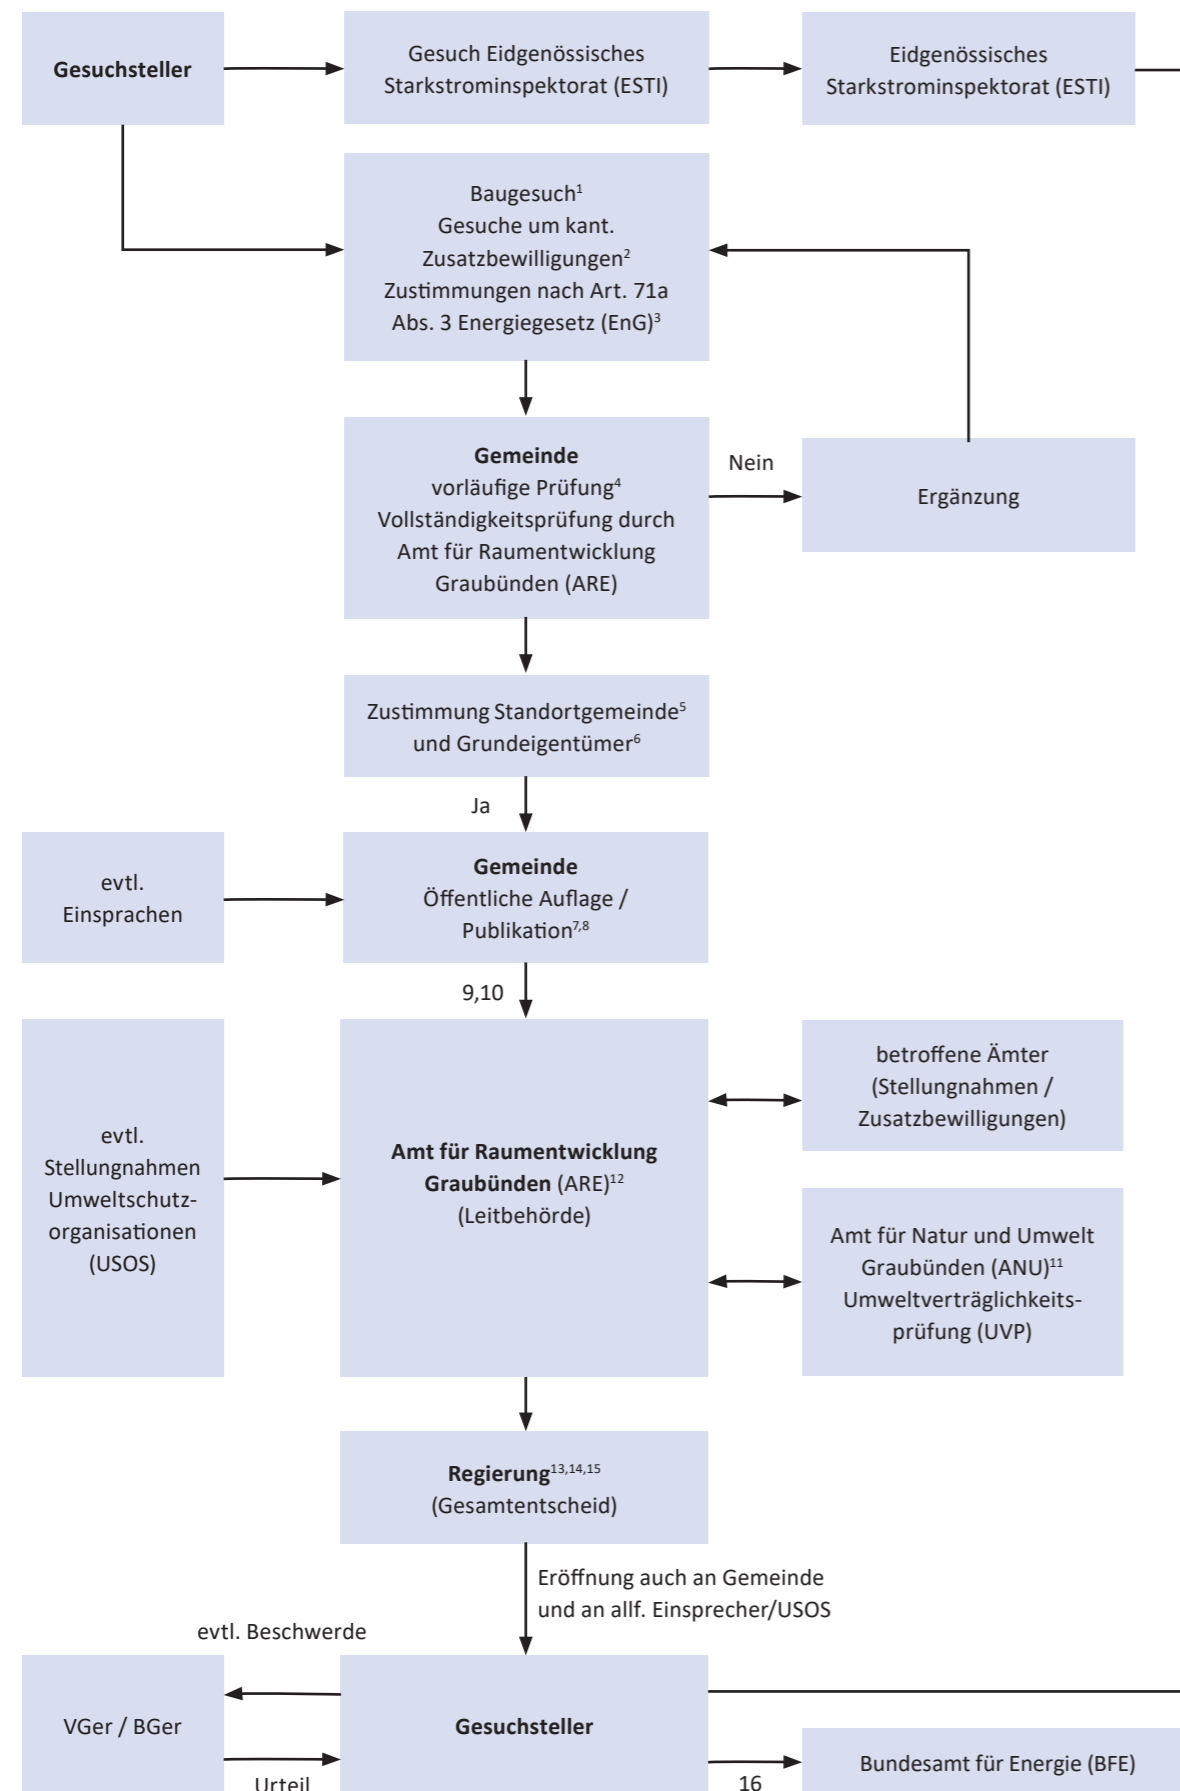 Gesuchsteller
Gesuch Eidgenössisches
Starkstrominspektorat (ESTI)
Eidgenössisches
Starkstrominspektorat (ESTI)
Baugesuch¹
Gesuche um kant.
Zusatzbewilligungen²
Zustimmungen nach Art. 71a
Abs. 3 Energiegesetz (EnG)³
Gemeinde
vorläufige Prüfung⁴
Vollständigkeitsprüfung durch
Amt für Raumentwicklung
Graubünden (ARE)
Nein
Ergänzung
Zustimmung Standortgemeinde⁵
und Grundeigentümer⁶
Ja
evtl.
Einsprachen
Gemeinde
Öffentliche Auflage /
Publikation⁷,⁸
9,10
evtl.
Stellungnahmen
Umweltschutz-
organisationen
(USOS)
Amt für Raumentwicklung
Graubünden (ARE)¹²
(Leitbehörde)
betroffene Ämter
(Stellungnahmen /
Zusatzbewilligungen)
Amt für Natur und Umwelt
Graubünden (ANU)¹¹
Umweltverträglichkeits-
prüfung (UVP)
Regierung¹³,¹⁴,¹⁵
(Gesamtentscheid)
Eröffnung auch an Gemeinde
und an allf. Einsprecher/USOS
evtl. Beschwerde
VGer / BGer
Gesuchsteller
Urteil
16
Bundesamt für Energie (BFE)